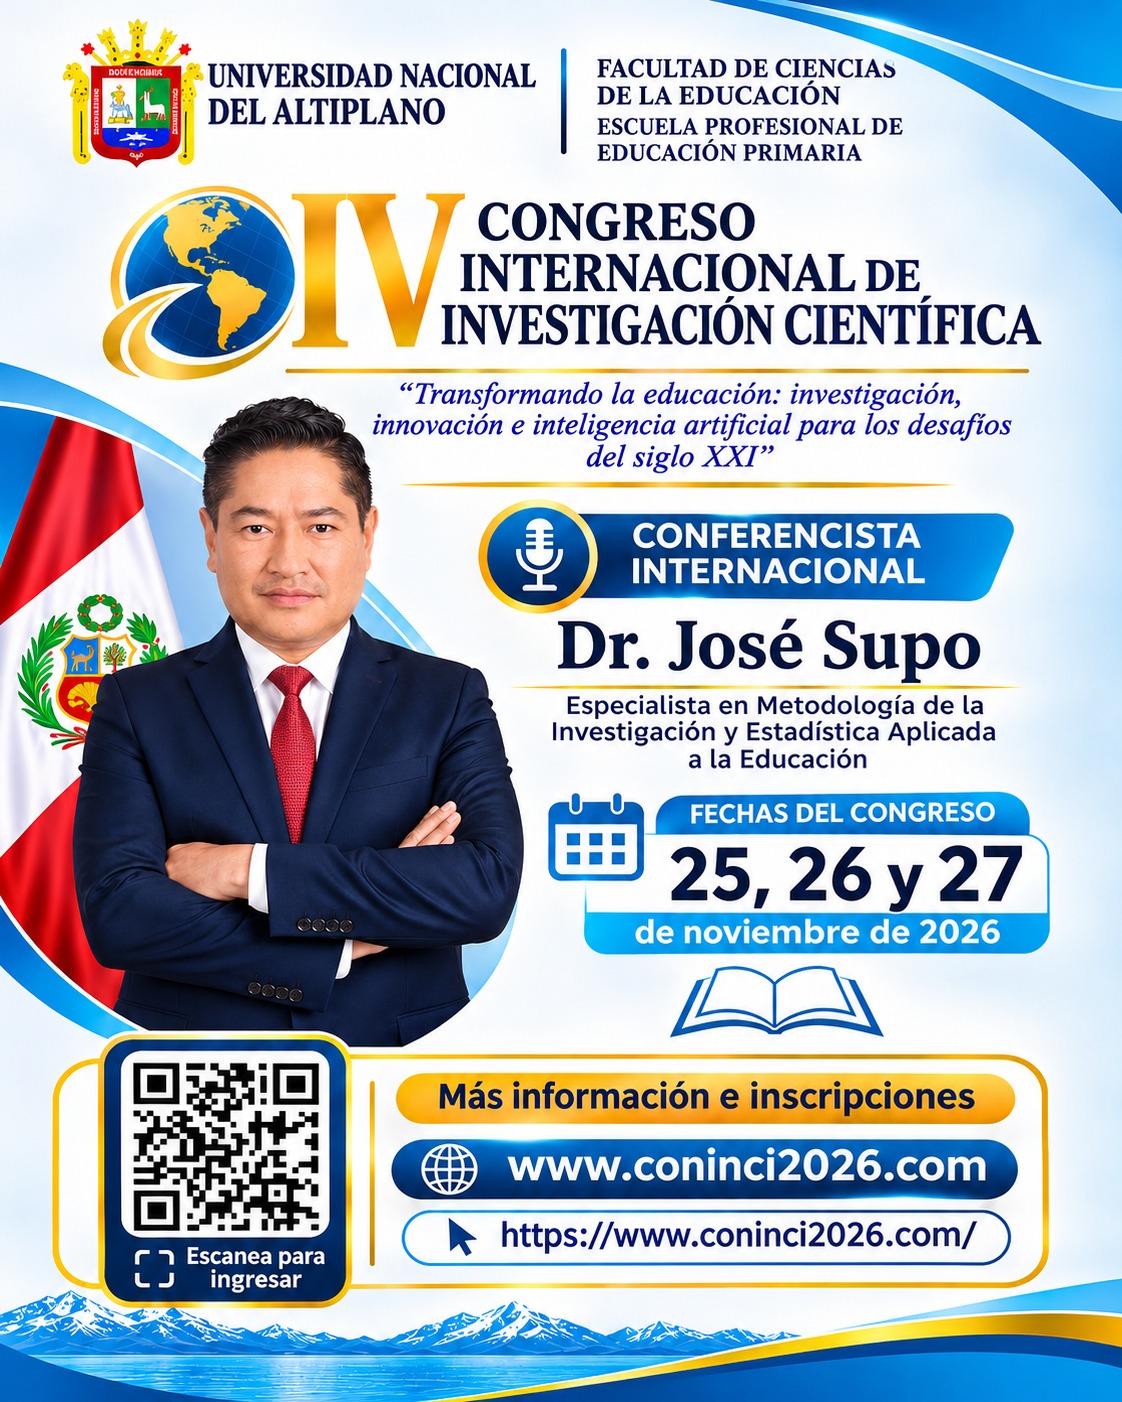 UNIVERSIDAD NACIONAL
DEL ALTIPLANO
FACULTAD DE CIENCIAS
DE LA EDUCACIÓN
ESCUELA PROFESIONAL DE
EDUCACIÓN PRIMARIA
IV CONGRESO
INTERNACIONAL DE
INVESTIGACIÓN CIENTÍFICA
“Transformando la educación: investigación,
innovación e inteligencia artificial para los desafíos
del siglo XXI”
CONFERENCISTA
INTERNACIONAL
Dr. José Supo
Especialista en Metodología de la
Investigación y Estadística Aplicada
a la Educación
FECHAS DEL CONGRESO
25, 26 y 27
de noviembre de 2026
Más información e inscripciones
www.coninci2026.com
https://www.coninci2026.com/
Escanea para
ingresar